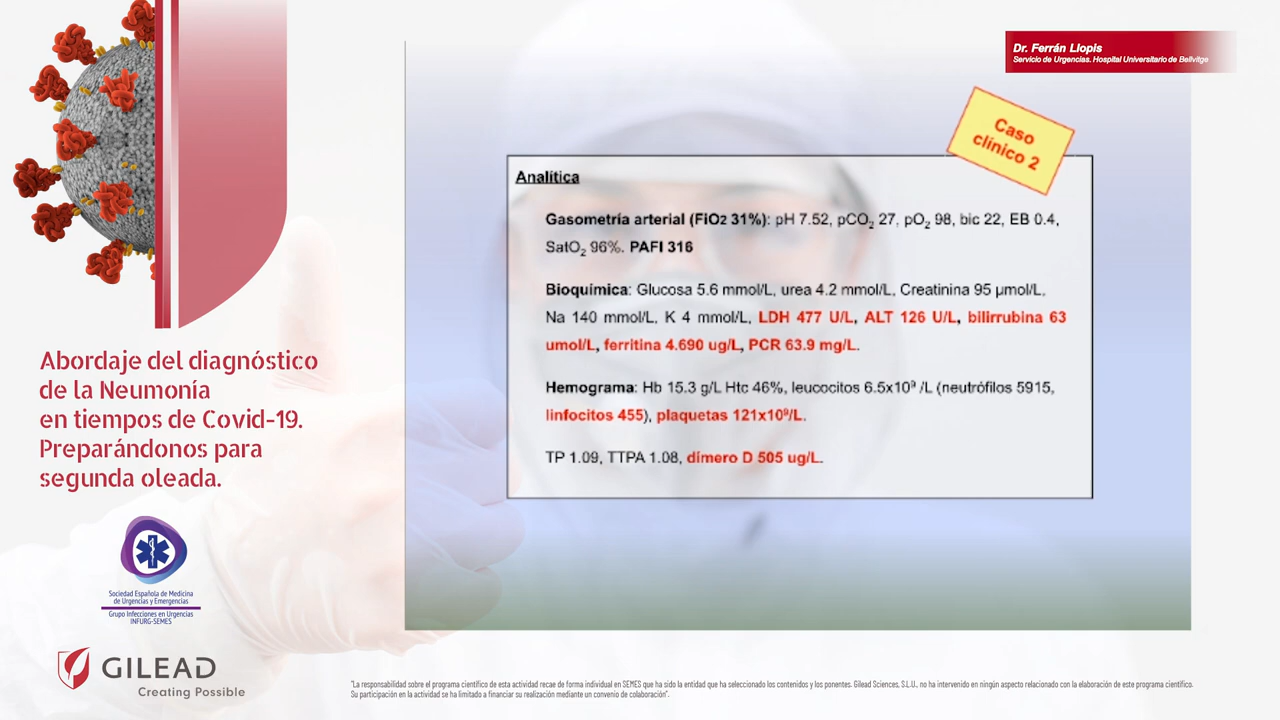 Dr. Ferrán Llopis
Servicio de Urgencias. Hospital Universitario de Bellvitge
Caso
clínico 2
Analítica
Gasometría arterial (FiO2 31%): pH 7.52, pCO₂ 27, pO₂ 98, bic 22, EB 0.4,
SatO₂ 96%. PAFI 316
Bioquímica: Glucosa 5.6 mmol/L, urea 4.2 mmol/L, Creatinina 95 µmol/L,
Na 140 mmol/L, K 4 mmol/L, LDH 477 U/L, ALT 126 U/L, bilirrubina 63
umol/L, ferritina 4.690 ug/L, PCR 63.9 mg/L.
Hemograma: Hb 15.3 g/L Htc 46%, leucocitos 6.5x10⁹ /L (neutrófilos 5915,
linfocitos 455), plaquetas 121x10⁹/L.
TP 1.09, TTPA 1.08, dímero D 505 ug/L.
Abordaje del diagnóstico
de la Neumonía
en tiempos de Covid-19.
Preparándonos para
segunda oleada.
Sociedad Española de Medicina
de Urgencias y Emergencias
Grupo Infecciones en Urgencias
INFURG-SEMES
GILEAD
Creating Possible
"La responsabilidad sobre el programa científico de esta actividad recae de forma individual en SEMES que ha sido la entidad que ha seleccionado los contenidos y los ponentes. Gilead Sciences, S.L.U., no ha intervenido en ningún aspecto relacionado con la elaboración de este programa científico.
Su participación en la actividad se ha limitado a financiar su realización mediante un convenio de colaboración".